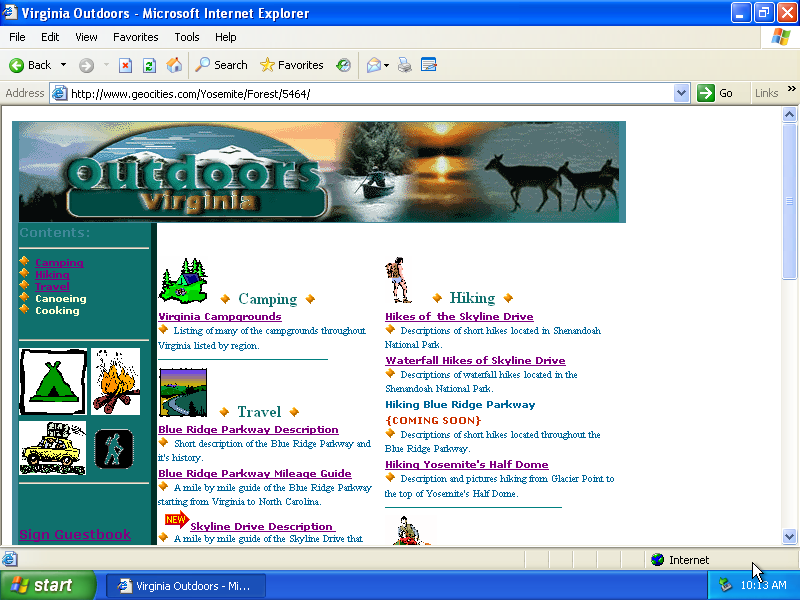 Virginia Outdoors - Microsoft Internet Explorer
File Edit View Favorites Tools Help
Back Search Favorites
Address http://www.geocities.com/Yosemite/Forest/5464/ Go Links »
Outdoors
Virginia
Contents:
Camping
Hiking
Travel
Canoeing
Cooking
Sign Guestbook
Camping
Virginia Campgrounds
Listing of many of the campgrounds throughout
Virginia listed by region.
Travel
Blue Ridge Parkway Description
Short description of the Blue Ridge Parkway and
it's history.
Blue Ridge Parkway Mileage Guide
A mile by mile guide of the Blue Ridge Parkway
starting from Virginia to North Carolina.
NEW Skyline Drive Description
A mile by mile guide of the Skyline Drive that
Hiking
Hikes of the Skyline Drive
Descriptions of short hikes located in Shenandoah
National Park.
Waterfall Hikes of Skyline Drive
Descriptions of waterfall hikes located in the
Shenandoah National Park.
Hiking Blue Ridge Parkway
{COMING SOON}
Descriptions of short hikes located throughout the
Blue Ridge Parkway.
Hiking Yosemite's Half Dome
Description and pictures hiking from Glacier Point to
the top of Yosemite's Half Dome.
Internet
start Virginia Outdoors - Mi... 10:13 AM